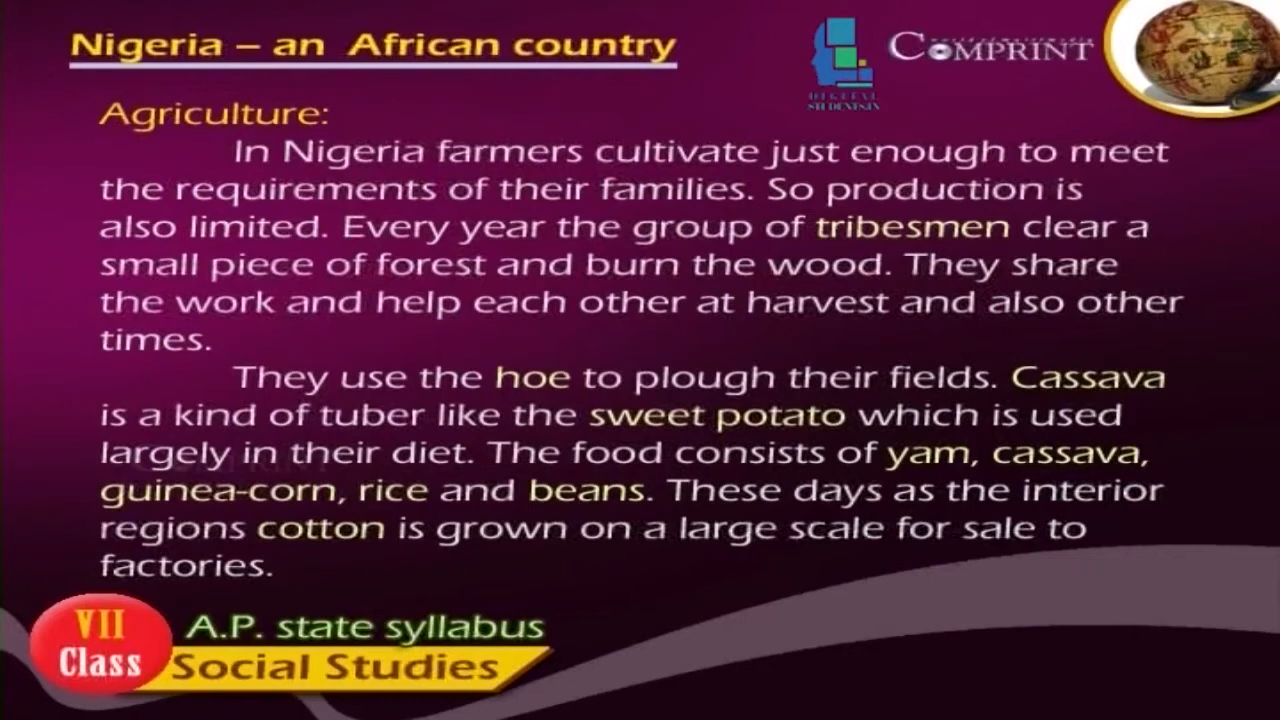 Nigeria – an African country
COMPRINT
DIGITAL
Agriculture:
In Nigeria farmers cultivate just enough to meet
the requirements of their families. So production is
also limited. Every year the group of tribesmen clear a
small piece of forest and burn the wood. They share
the work and help each other at harvest and also other
times.
They use the hoe to plough their fields. Cassava
is a kind of tuber like the sweet potato which is used
largely in their diet. The food consists of yam, cassava,
guinea-corn, rice and beans. These days as the interior
regions cotton is grown on a large scale for sale to
factories.
VII
Class
A.P. state syllabus
Social Studies